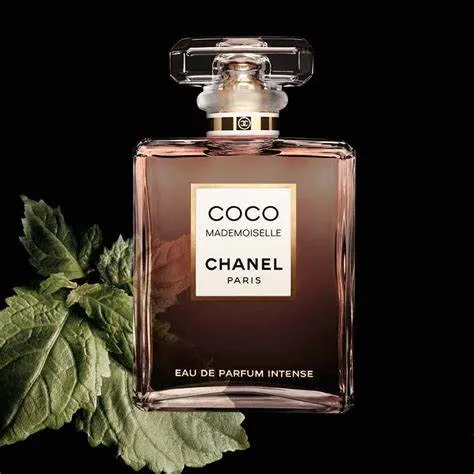 COCO
MADEMOISELLE
CHANEL
PARIS
EAU DE PARFUM INTENSE